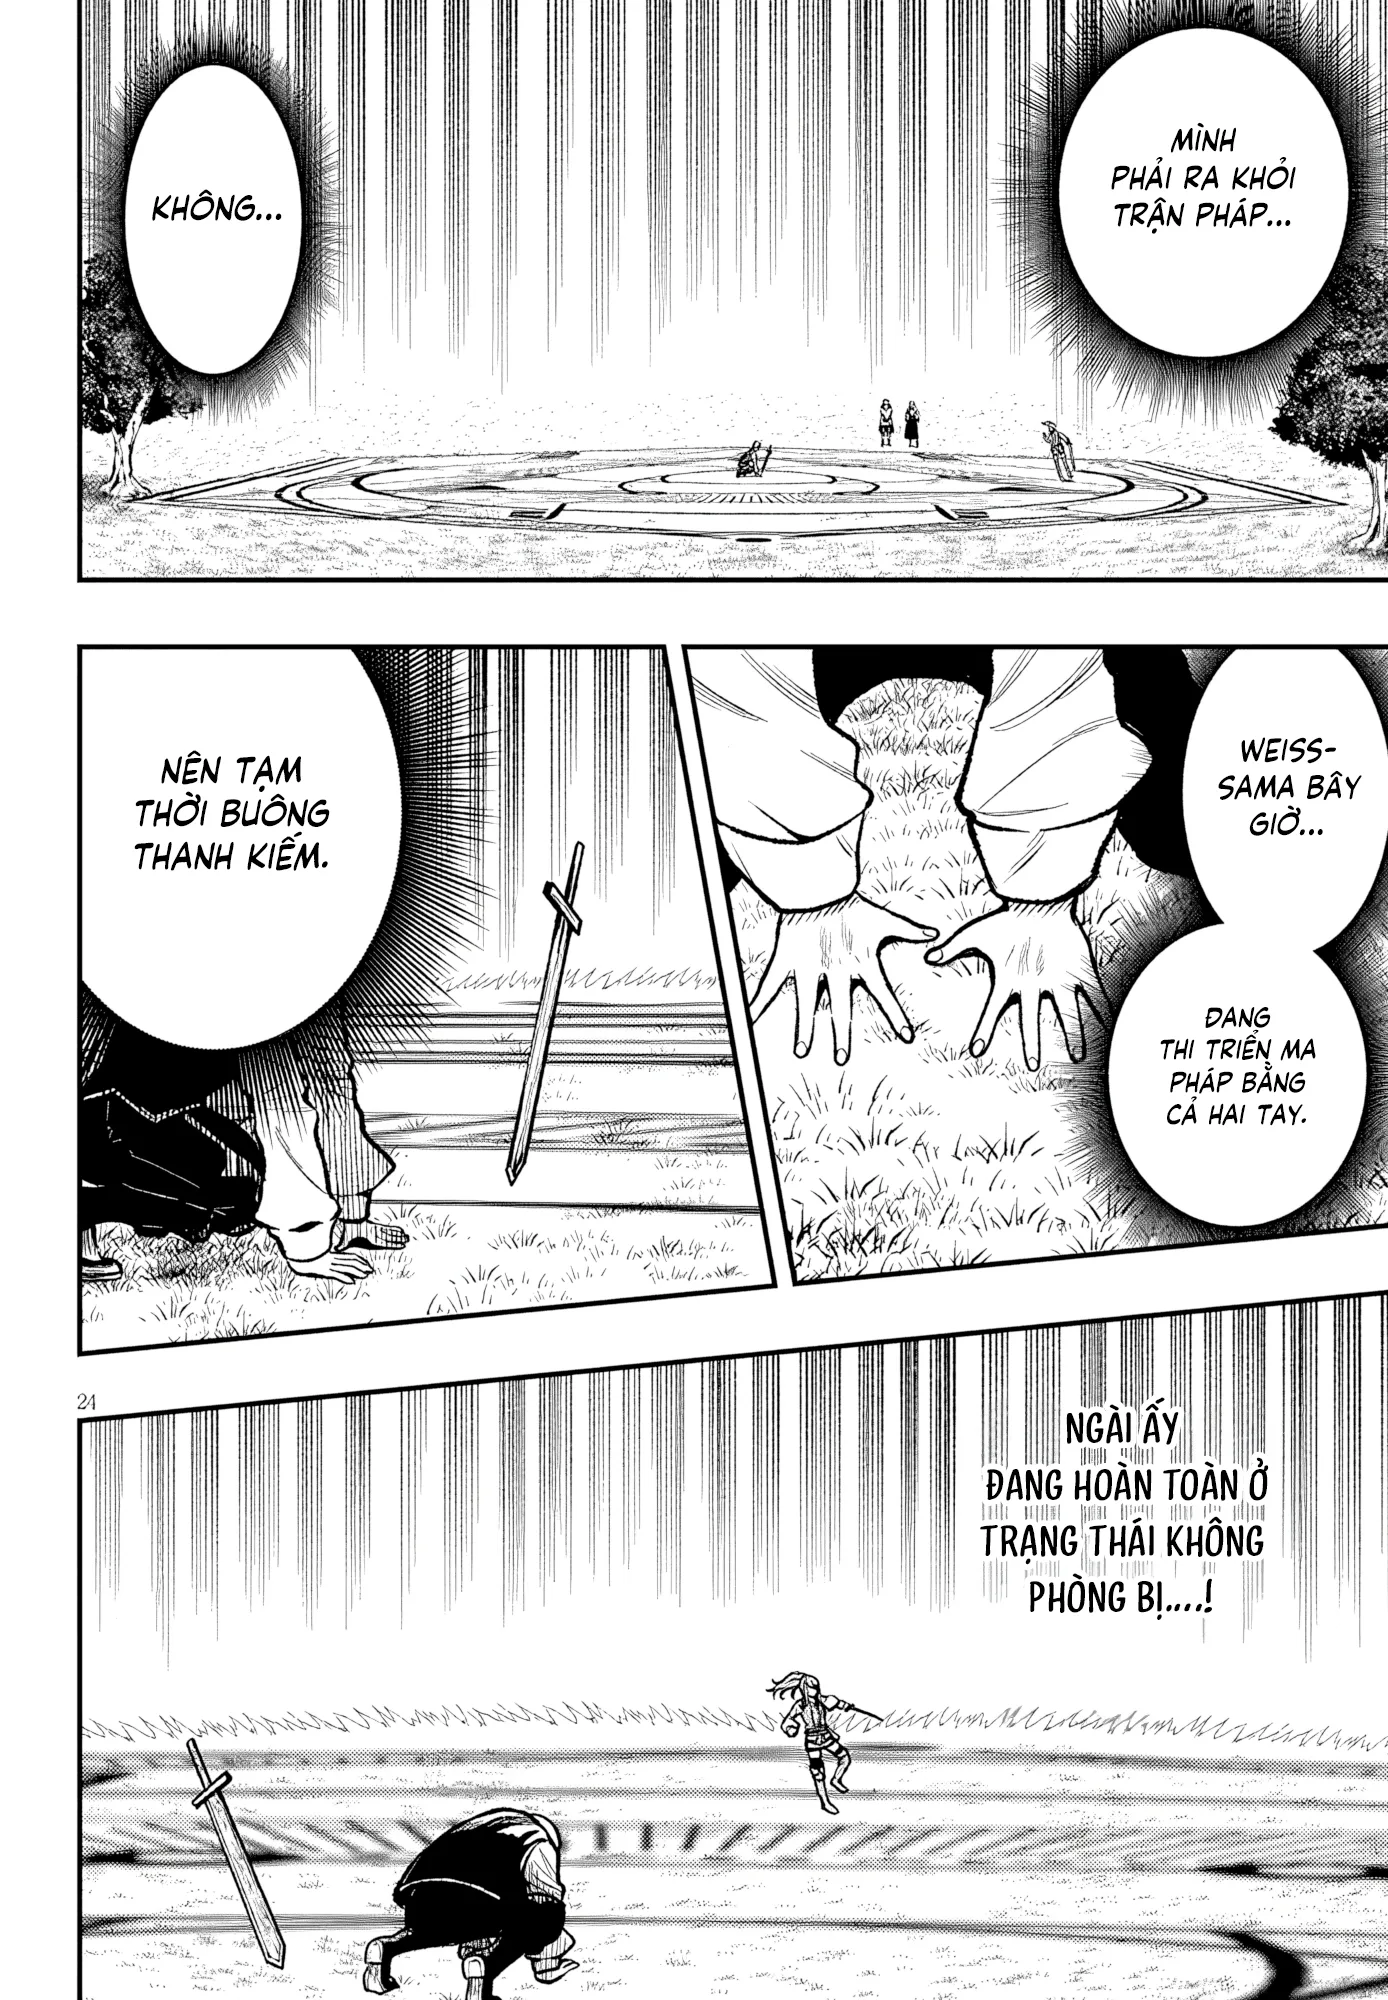 MÌNH
PHẢI RA KHỎI
TRẬN PHÁP...
KHÔNG...
WEISS-
SAMA BÂY
GIỜ...
ĐANG
THI TRIỂN MA
PHÁP BẰNG
CẢ HAI TAY.
NÊN TẠM
THỜI BUÔNG
THANH KIẾM.
24
NGÀI ẤY
ĐANG HOÀN TOÀN Ở
TRẠNG THÁI KHÔNG
PHÒNG BỊ....!